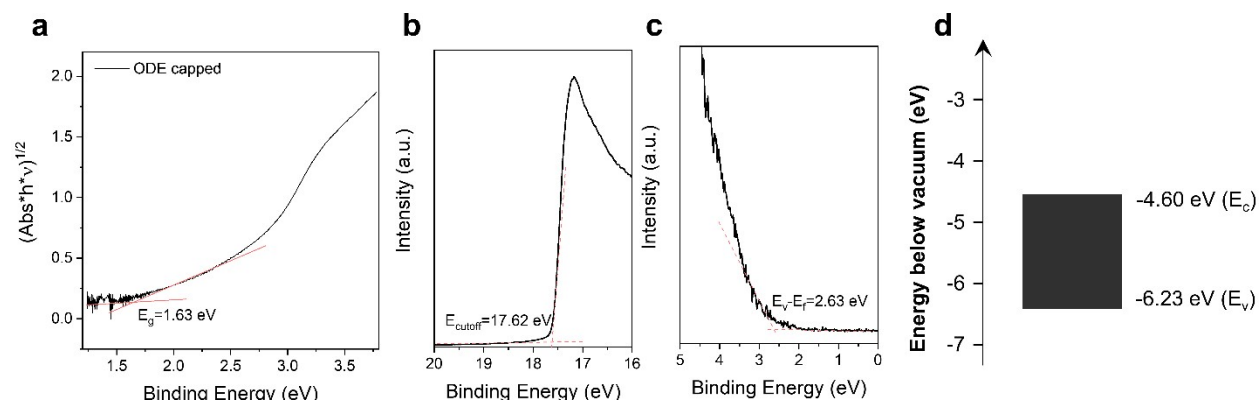 a
ODE capped
2.0
1.5
1.0
0.5
0.0
(Abs*h*ν)^1/2
E_g=1.63 eV
1.5 2.0 2.5 3.0 3.5
Binding Energy (eV)
b
Intensity (a.u.)
E_cutoff=17.62 eV
20 19 18 17 16
Binding Energy (eV)
c
Intensity (a.u.)
E_v-E_f=2.63 eV
5 4 3 2 1 0
Binding Energy (eV)
d
Energy below vacuum (eV)
-3
-4
-5
-6
-7
-4.60 eV (E_c)
-6.23 eV (E_v)